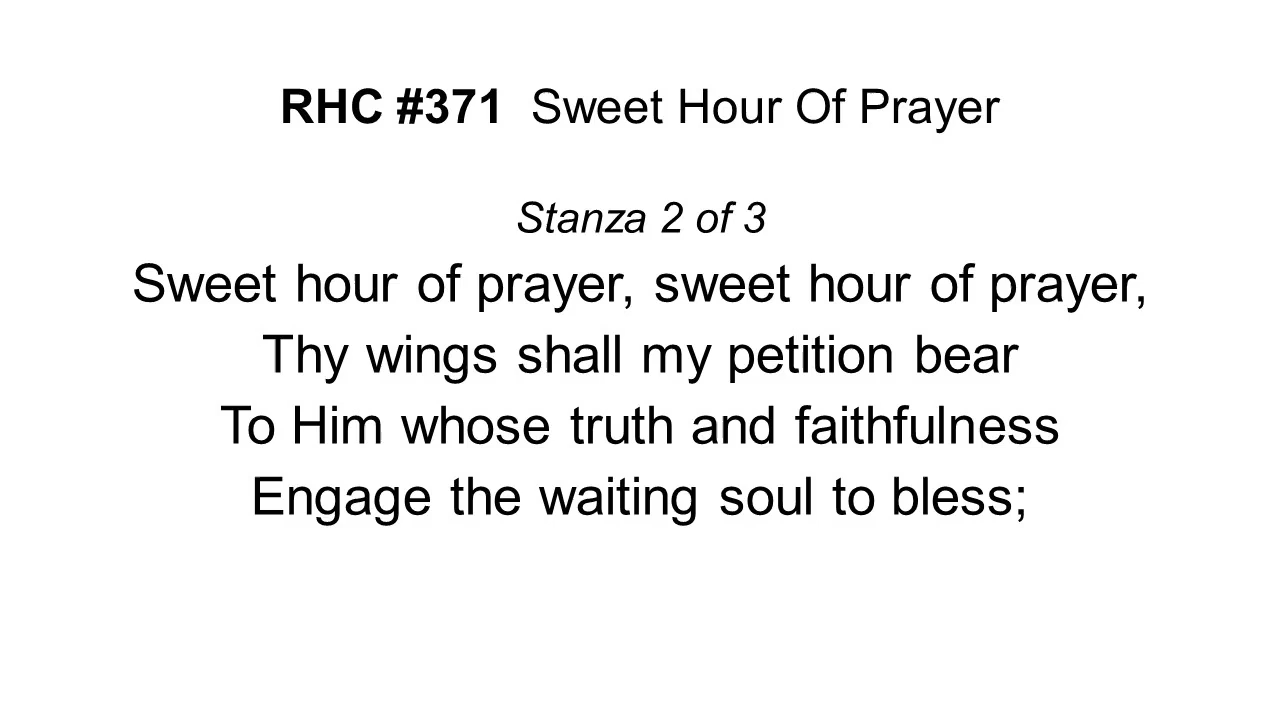 RHC #371 Sweet Hour Of Prayer
Stanza 2 of 3
Sweet hour of prayer, sweet hour of prayer,
Thy wings shall my petition bear
To Him whose truth and faithfulness
Engage the waiting soul to bless;